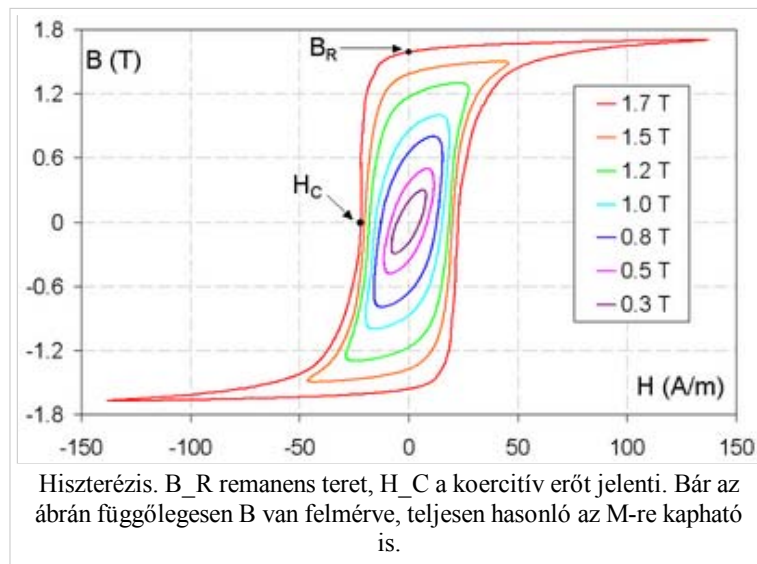 1.8
B (T)
B_R
1.2
0.6
H_C
0
-0.6
-1.2
-1.8
H (A/m)
-150
-100
-50
0
50
100
150
1.7 T
1.5 T
1.2 T
1.0 T
0.8 T
0.5 T
0.3 T
Hiszterézis. B_R remanens teret, H_C a koercitív erőt jelenti. Bár az
ábrán függőlegesen B van felmérve, teljesen hasonló az M-re kapható
is.